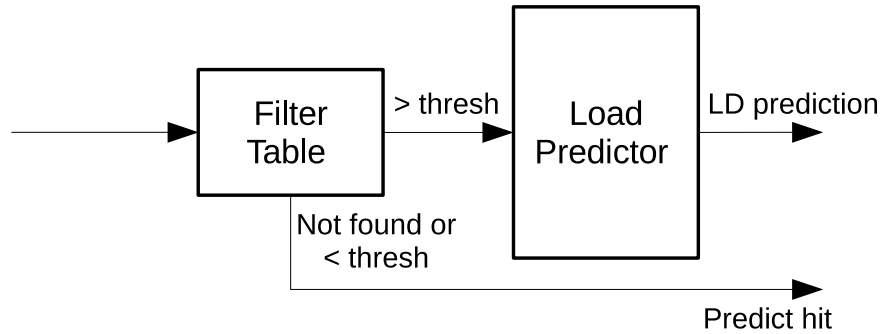 Filter
Table
> thresh
Load
Predictor
LD prediction
Not found or
< thresh
Predict hit